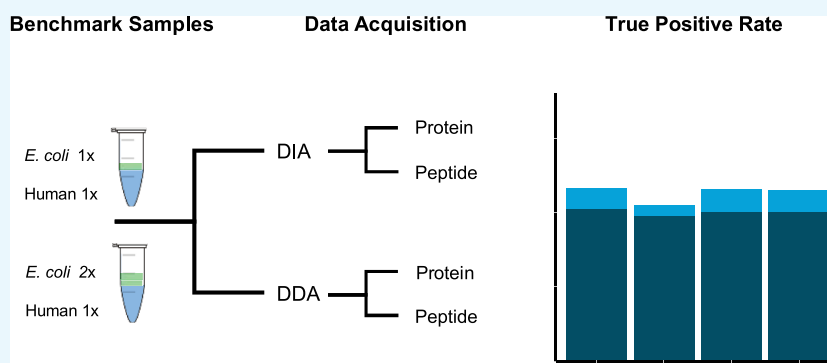 Benchmark Samples
Data Acquisition
True Positive Rate
E. coli 1x
Human 1x
E. coli 2x
Human 1x
DIA
Protein
Peptide
DDA
Protein
Peptide